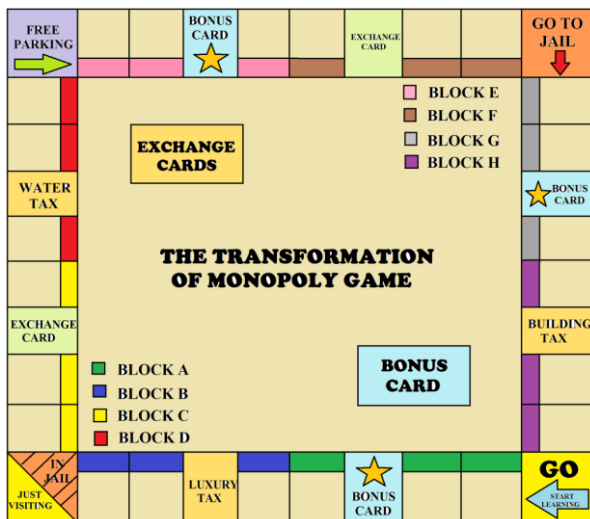 FREE
PARKING
BONUS
CARD
EXCHANGE
CARD
GO TO
JAIL
BLOCK E
BLOCK F
BLOCK G
BLOCK H
EXCHANGE
CARDS
WATER
TAX
BONUS
CARD
THE TRANSFORMATION
OF MONOPOLY GAME
EXCHANGE
CARD
BUILDING
TAX
BLOCK A
BLOCK B
BLOCK C
BLOCK D
BONUS
CARD
IN
JAIL
JUST
VISITING
LUXURY
TAX
BONUS
CARD
GO
START
LEARNING